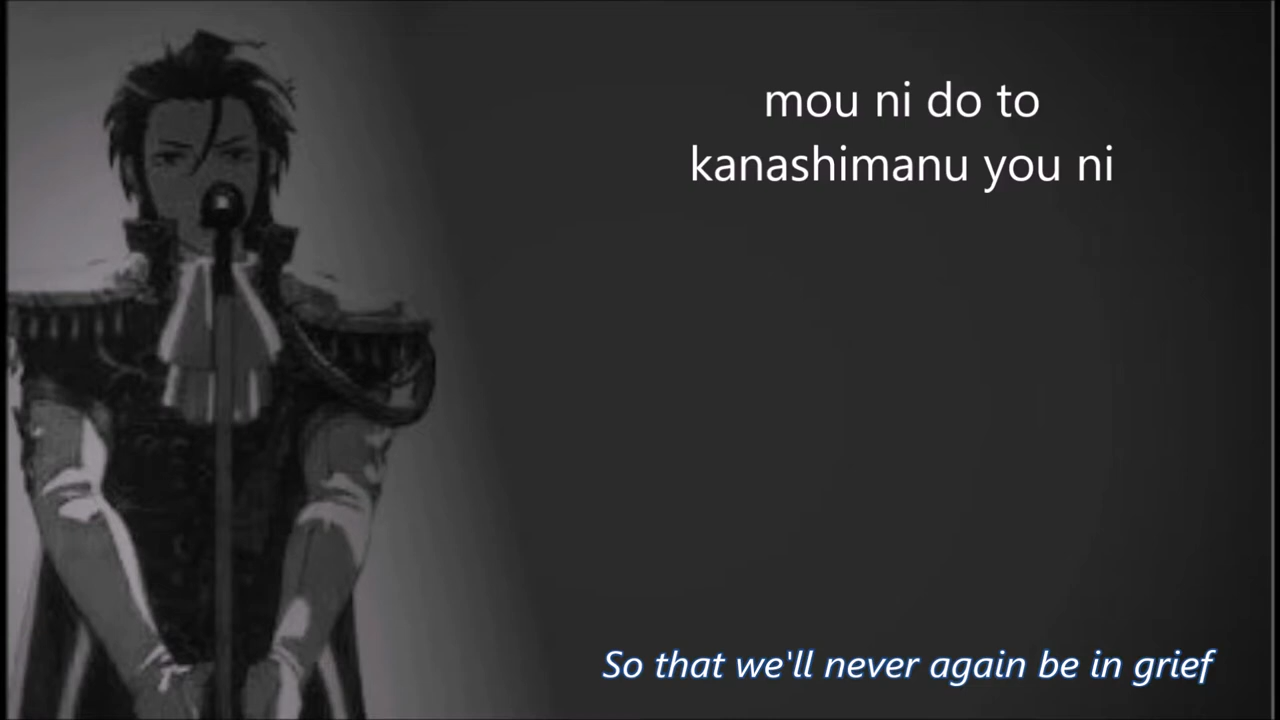 mou ni do to
kanashimanu you ni
So that we'll never again be in grief